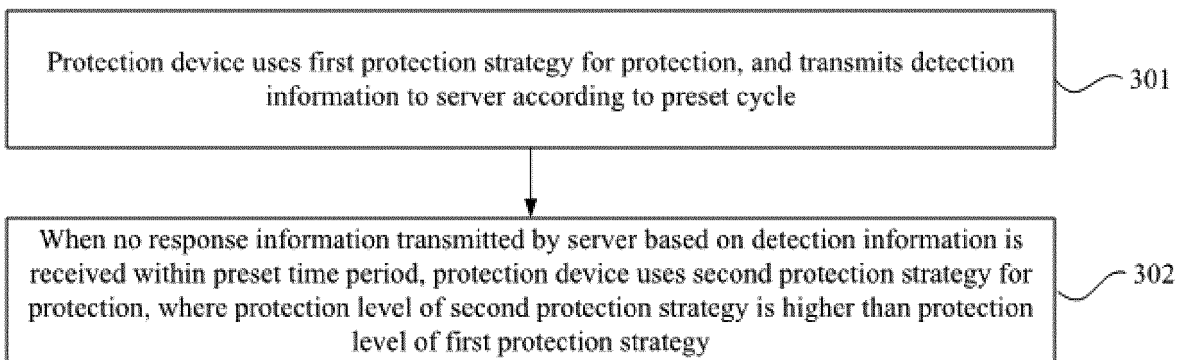 Protection device uses first protection strategy for protection, and transmits detection
information to server according to preset cycle
301
When no response information transmitted by server based on detection information is
received within preset time period, protection device uses second protection strategy for
protection, where protection level of second protection strategy is higher than protection
level of first protection strategy
302